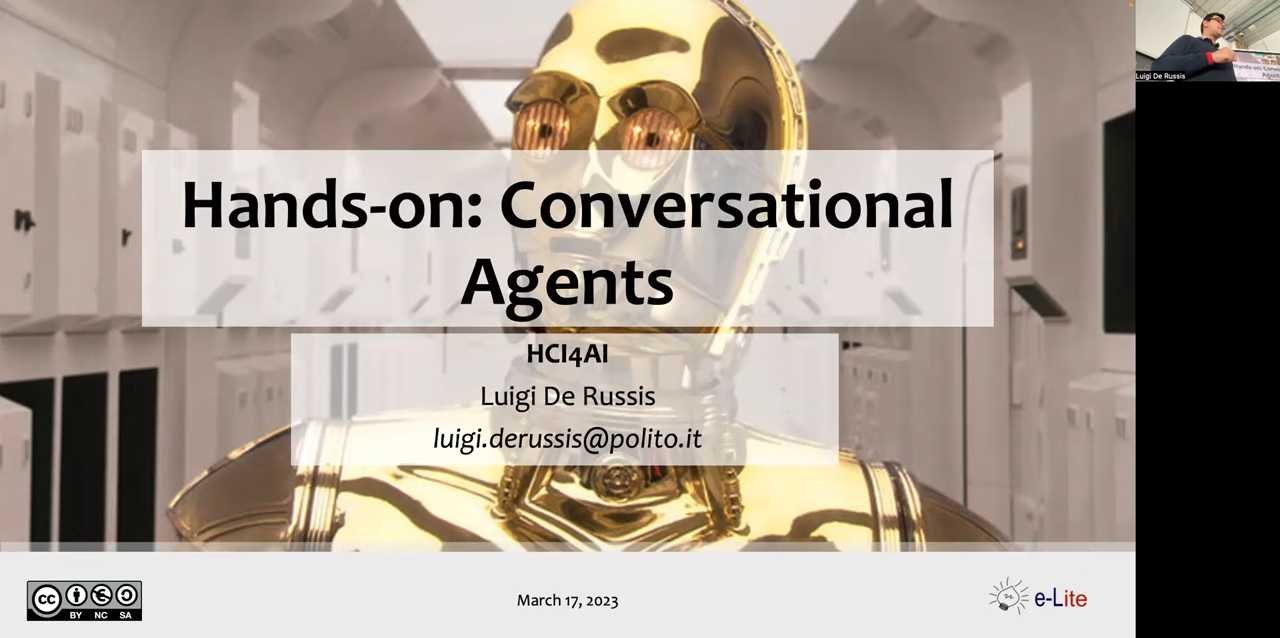 Hands-on: Conversational
Agents
HCI4AI
Luigi De Russis
luigi.derussis@polito.it
March 17, 2023
CC
BY NC SA
e-Lite
Luigi De Russis